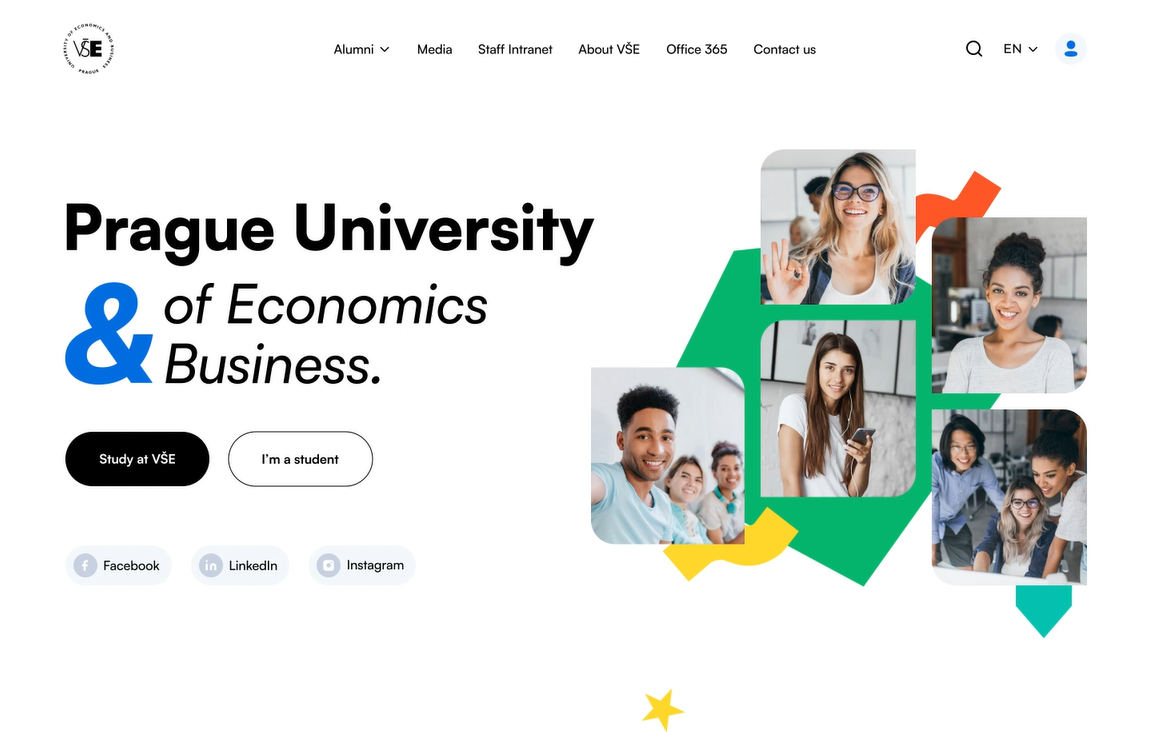 UNIVERSITY OF ECONOMICS AND BUSINESS
PRAGUE
VŠE
Alumni
Media
Staff Intranet
About VŠE
Office 365
Contact us
EN
Prague University
& of Economics
Business.
Study at VŠE
I'm a student
Facebook
LinkedIn
Instagram